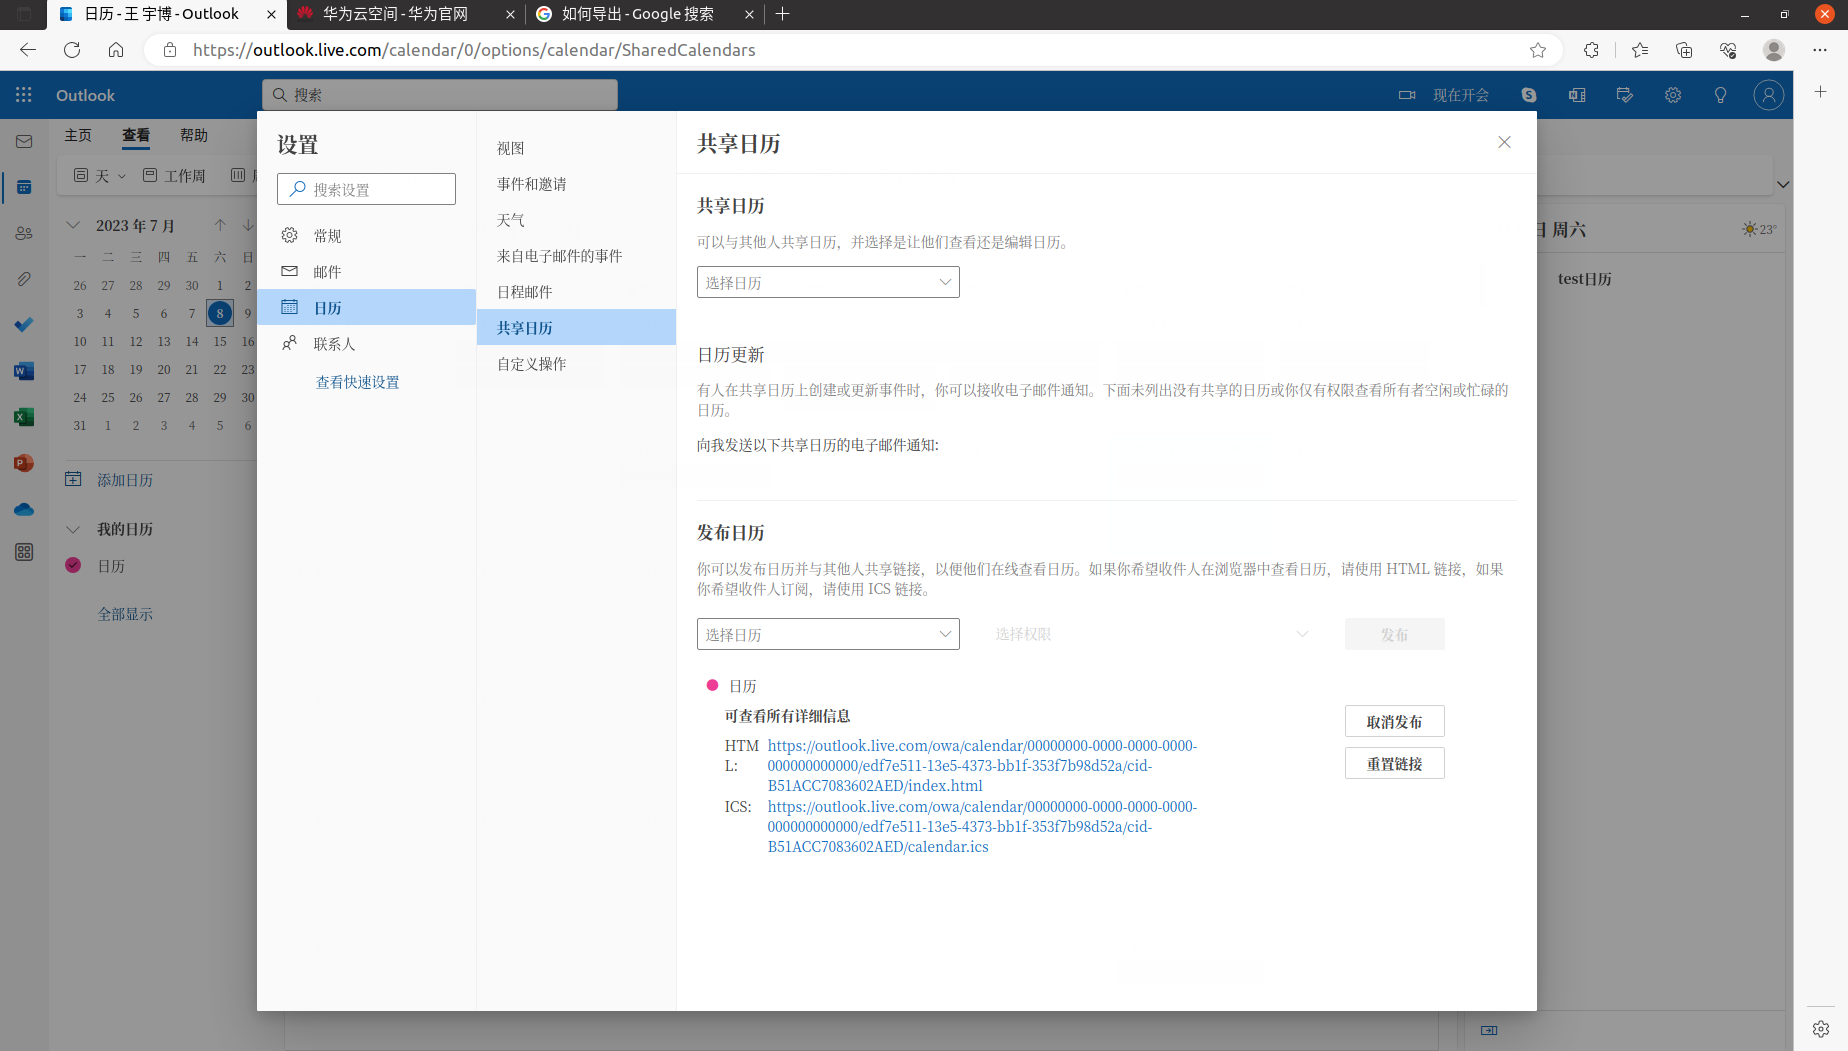 日历 - 王 宇博 - Outlook
华为云空间 - 华为官网
如何导出 - Google 搜索
https://outlook.live.com/calendar/0/options/calendar/SharedCalendars
Outlook
搜索
现在开会
主页
查看
帮助
天
工作周
2023 年 7 月
一 二 三 四 五 六 日
26 27 28 29 30 1 2
3 4 5 6 7 8 9
10 11 12 13 14 15 16
17 18 19 20 21 22 23
24 25 26 27 28 29 30
31 1 2 3 4 5 6
添加日历
我的日历
日历
全部显示
设置
搜索设置
常规
邮件
日历
联系人
查看快速设置
视图
事件和邀请
天气
来自电子邮件的事件
日程邮件
共享日历
自定义操作
共享日历
共享日历
可以与其他人共享日历，并选择是让他们查看还是编辑日历。
选择日历
日历更新
有人在共享日历上创建或更新事件时，你可以接收电子邮件通知。下面未列出没有共享的日历或你仅有权限查看所有者空闲或忙碌的
日历。
向我发送以下共享日历的电子邮件通知:
发布日历
你可以发布日历并与其他人共享链接，以便他们在线查看日历。如果你希望收件人在浏览器中查看日历，请使用 HTML 链接，如果
你希望收件人订阅，请使用 ICS 链接。
选择日历
选择权限
发布
日历
可查看所有详细信息
HTM
L:
https://outlook.live.com/owa/calendar/00000000-0000-0000-0000-
000000000000/edf7e511-13e5-4373-bb1f-353f7b98d52a/cid-
B51ACC7083602AED/index.html
ICS:
https://outlook.live.com/owa/calendar/00000000-0000-0000-0000-
000000000000/edf7e511-13e5-4373-bb1f-353f7b98d52a/cid-
B51ACC7083602AED/calendar.ics
取消发布
重置链接
日 周六
23°
test日历